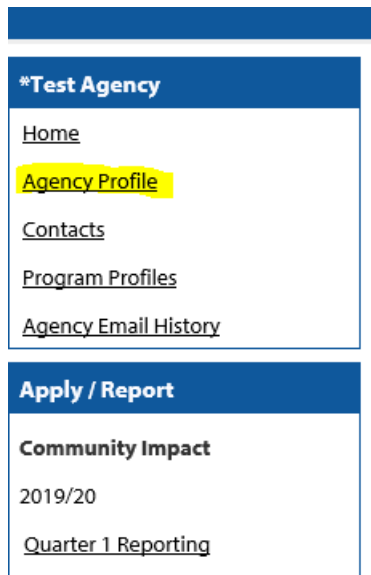 *Test Agency
Home
Agency Profile
Contacts
Program Profiles
Agency Email History
Apply / Report
Community Impact
2019/20
Quarter 1 Reporting